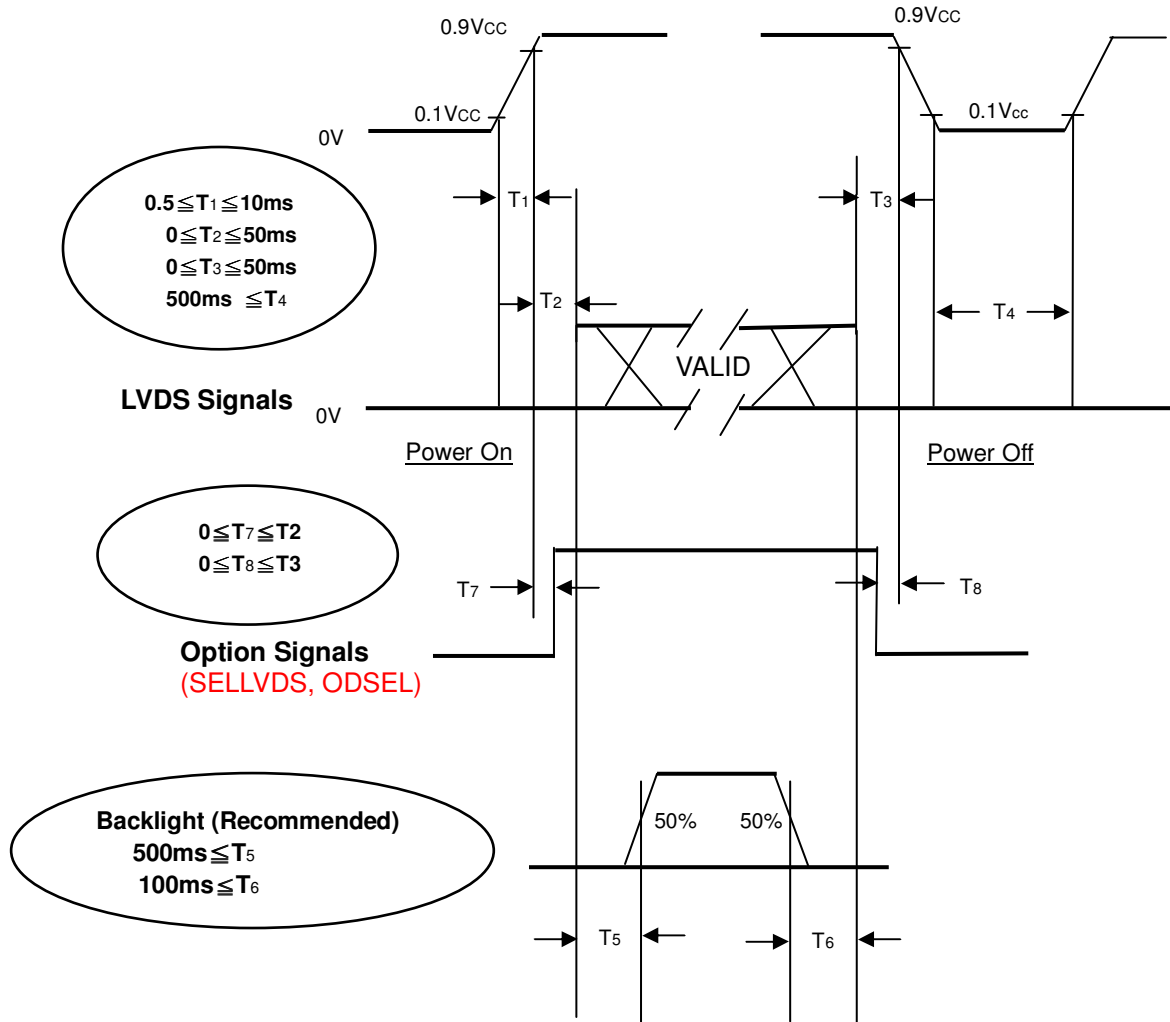 0.9VCC
0.9VCC
0.1VCC
0.1Vcc
0V
0.5≦T1≦10ms
0≦T2≦50ms
0≦T3≦50ms
500ms ≦T4
T1
T3
T2
T4
VALID
LVDS Signals
0V
Power On
Power Off
0≦T7≦T2
0≦T8≦T3
T7
T8
Option Signals
(SELLVDS, ODSEL)
Backlight (Recommended)
500ms≦T5
100ms≦T6
50%
50%
T5
T6